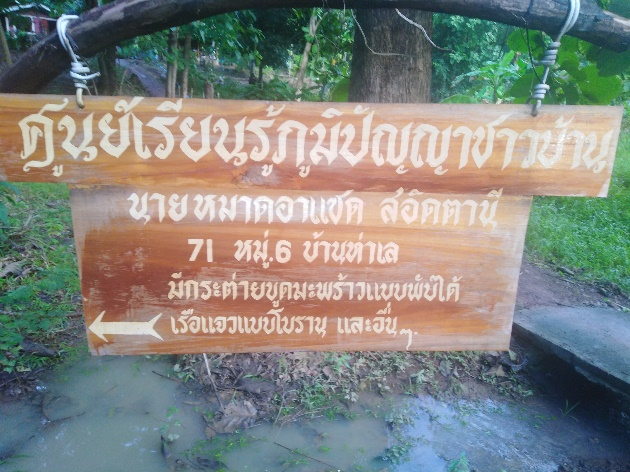 ศูนย์เรียนรู้ภูมิปัญญาชาวบ้าน
นายหมาดอาแซด สอิดตานี
71 หมู่.6 บ้านท่าเล
มีกระต่ายขูดมะพร้าวแบบพับได้
เรือแจวแบบโบราน และอื่นๆ.